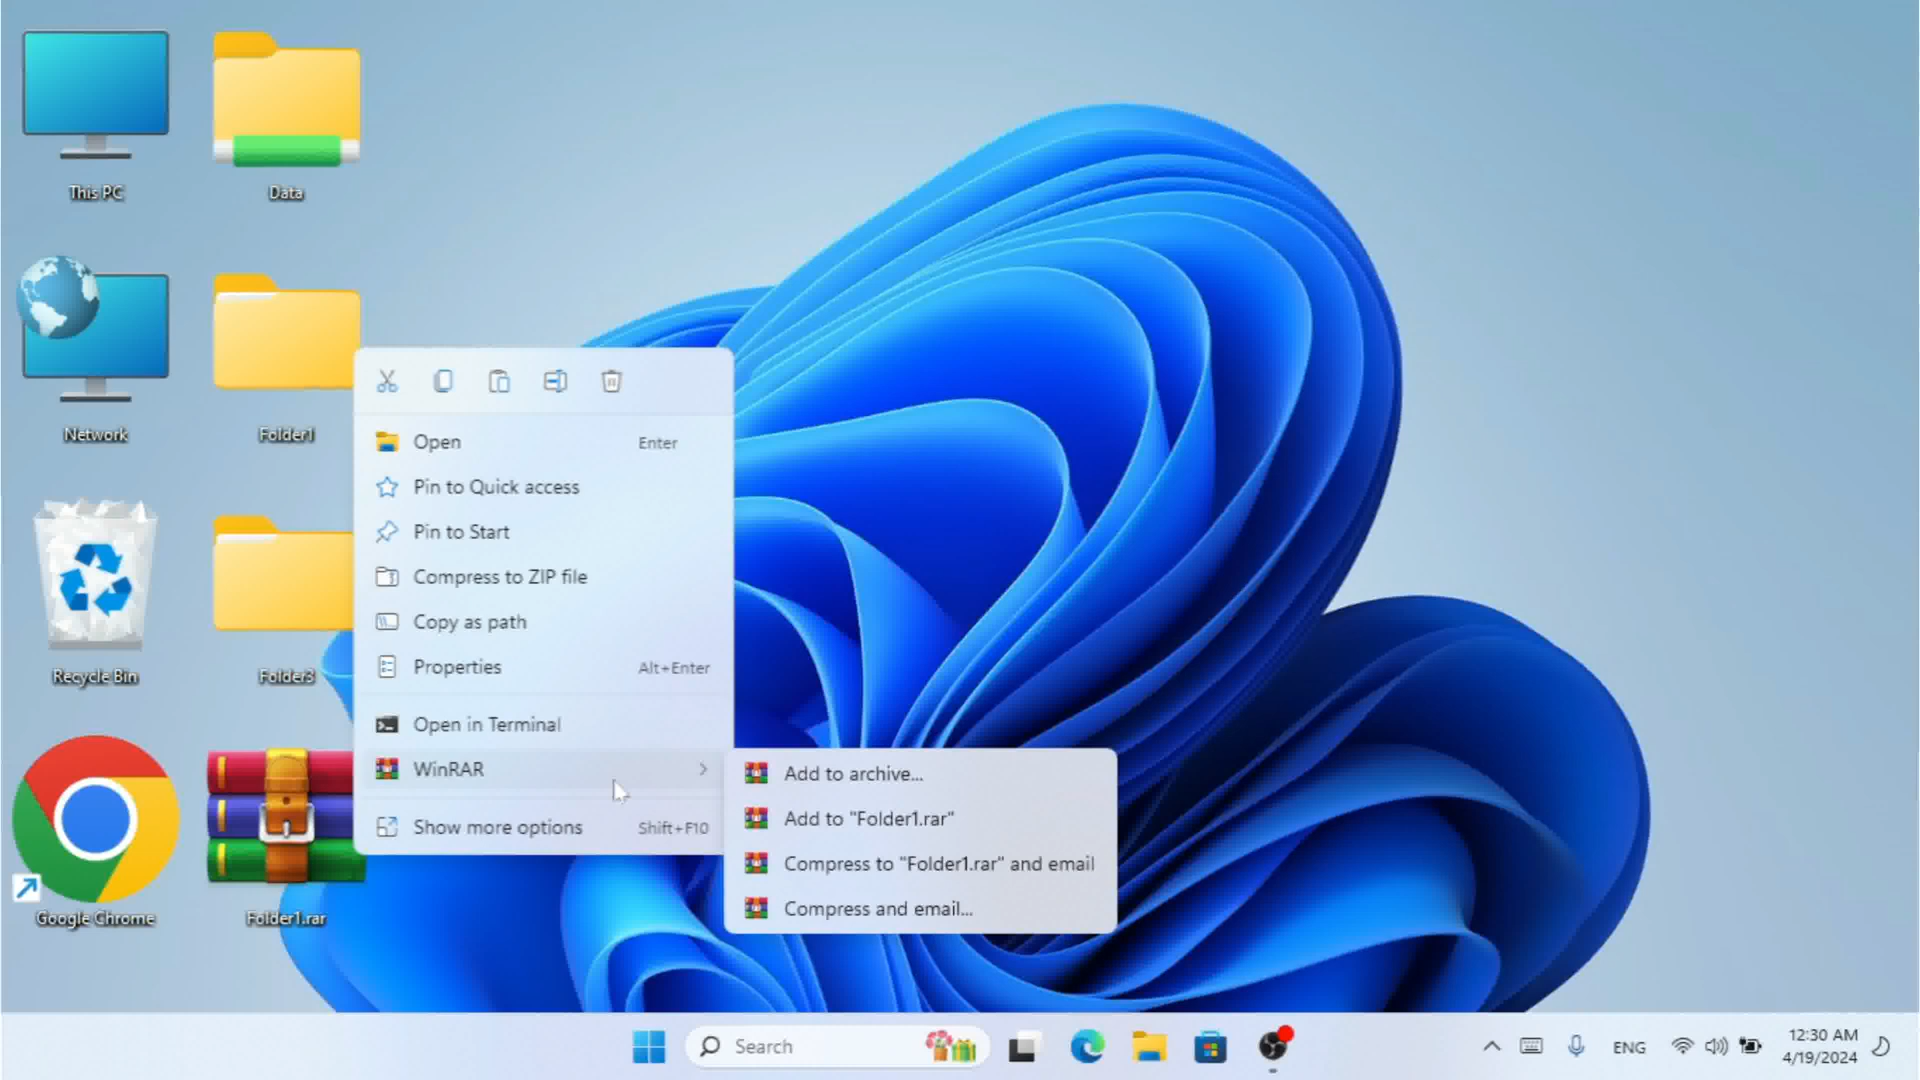 This PC
Data
Network
Folder1
Recycle Bin
Folder3
Google Chrome
Folder1.rar
Open Enter
Pin to Quick access
Pin to Start
Compress to ZIP file
Copy as path
Properties Alt+Enter
Open in Terminal
WinRAR
Show more options Shift+F10
Add to archive...
Add to "Folder1.rar"
Compress to "Folder1.rar" and email
Compress and email...
Search
ENG
12:30 AM
4/19/2024